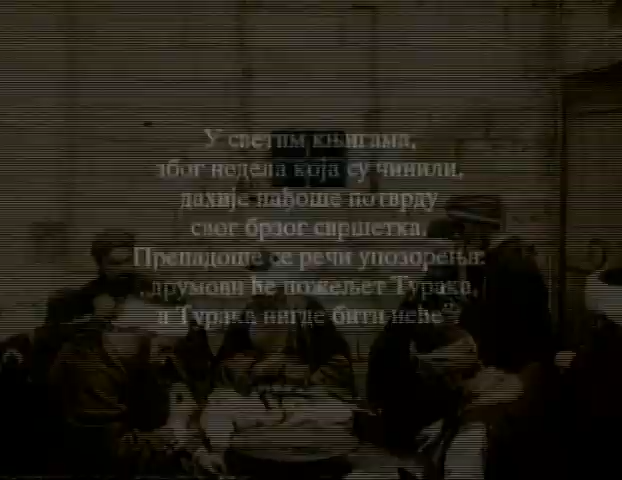 У светим књигама,
због недела која су чинили,
дахије нађоше потврду
свог брзог свршетка.
Препадоше се речи упозорења:
„друмови ће пожељет Турака,
а Турака нигде бити неће“